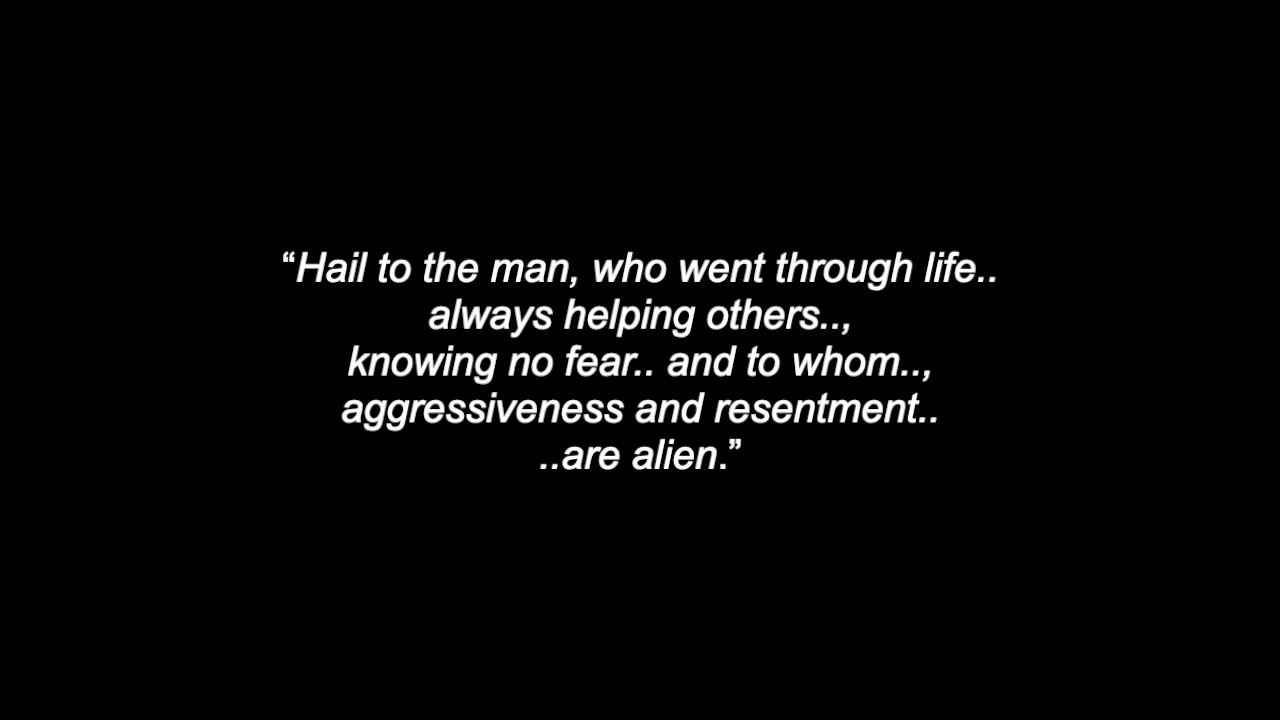 “Hail to the man, who went through life..
always helping others..,
knowing no fear.. and to whom..,
aggressiveness and resentment..
..are alien.”